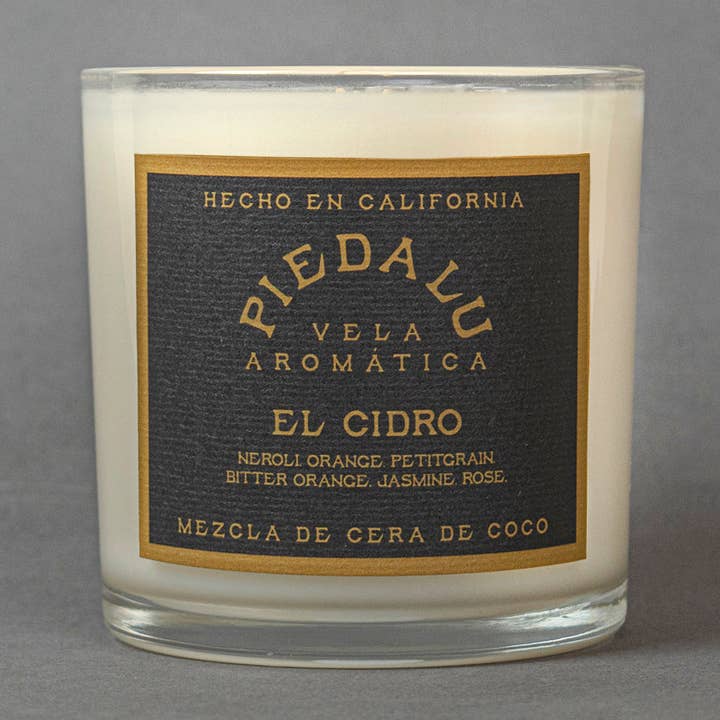 HECHO EN CALIFORNIA
PIEDALU
VELA
AROMÁTICA
EL CIDRO
NEROLI. ORANGE. PETITGRAIN.
BITTER ORANGE. JASMINE. ROSE.
MEZCLA DE CERA DE COCO